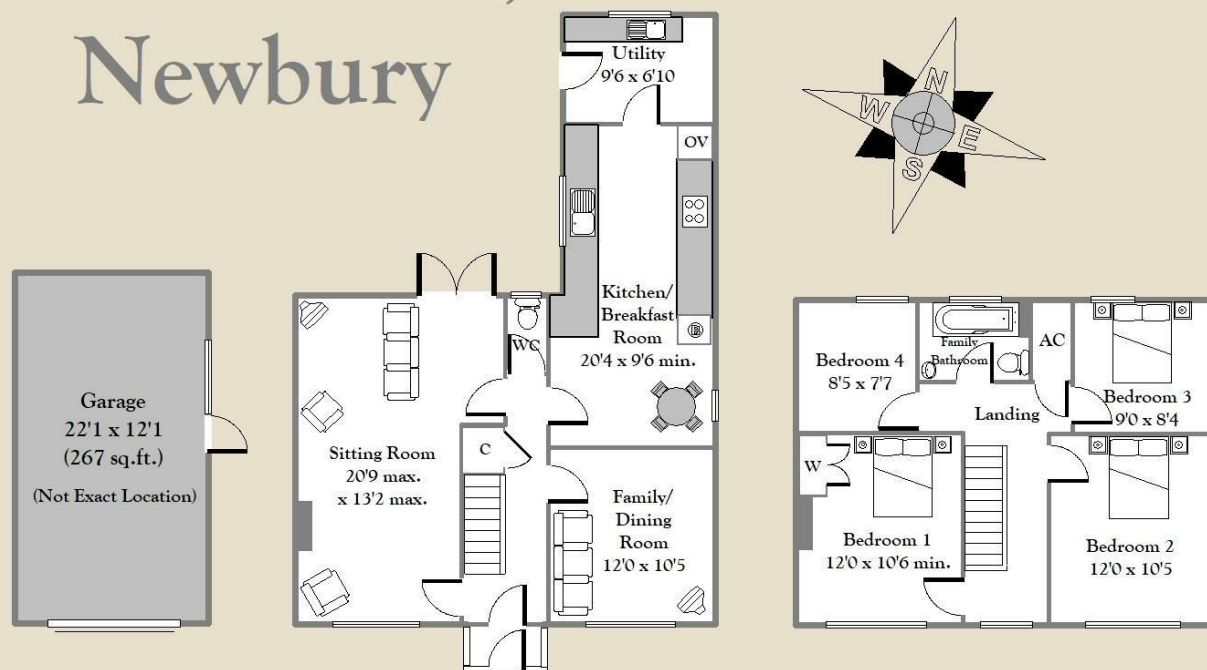 Newbury
Utility
9'6 x 6'10
N
W
E
S
OV
Kitchen/
Breakfast
Room
20'4 x 9'6 min.
WC
Garage
22'1 x 12'1
(267 sq.ft.)
(Not Exact Location)
Sitting Room
20'9 max.
x 13'2 max.
C
Family/
Dining
Room
12'0 x 10'5
Bedroom 4
8'5 x 7'7
Family
Bathroom
AC
Landing
Bedroom 3
9'0 x 8'4
W
Bedroom 1
12'0 x 10'6 min.
Bedroom 2
12'0 x 10'5